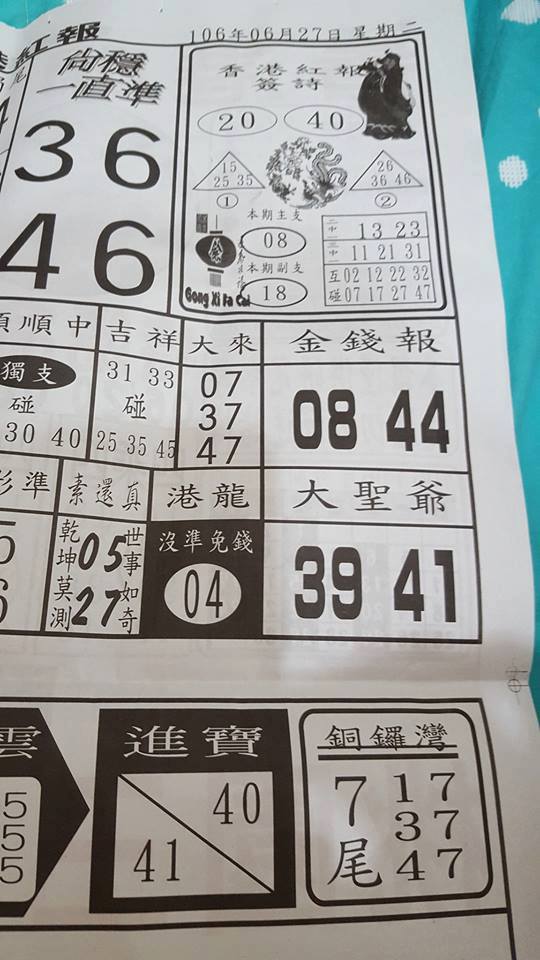 紅報
106年06月27日星期二
尾
尚穩
一直準
36
46
香港紅報
簽詩
20 40
15
25 35
①
26
36 46
②
本期主支
08
本期副支
18
Gong Xi Fa Cai
二中一 13 23
三中一 11 21 31
互碰 02 12 22 32
07 17 27 47
順中
獨支
碰
30 40
吉祥
31 33
碰
25 35 45
大來
07
37
47
金錢報
08 44
準
5
6
素還真
乾坤莫測
05
27
世事如奇
港龍
沒準免錢
04
大聖爺
39 41
雲
5
5
5
進寶
40
41
銅鑼灣
7尾
17
37
47